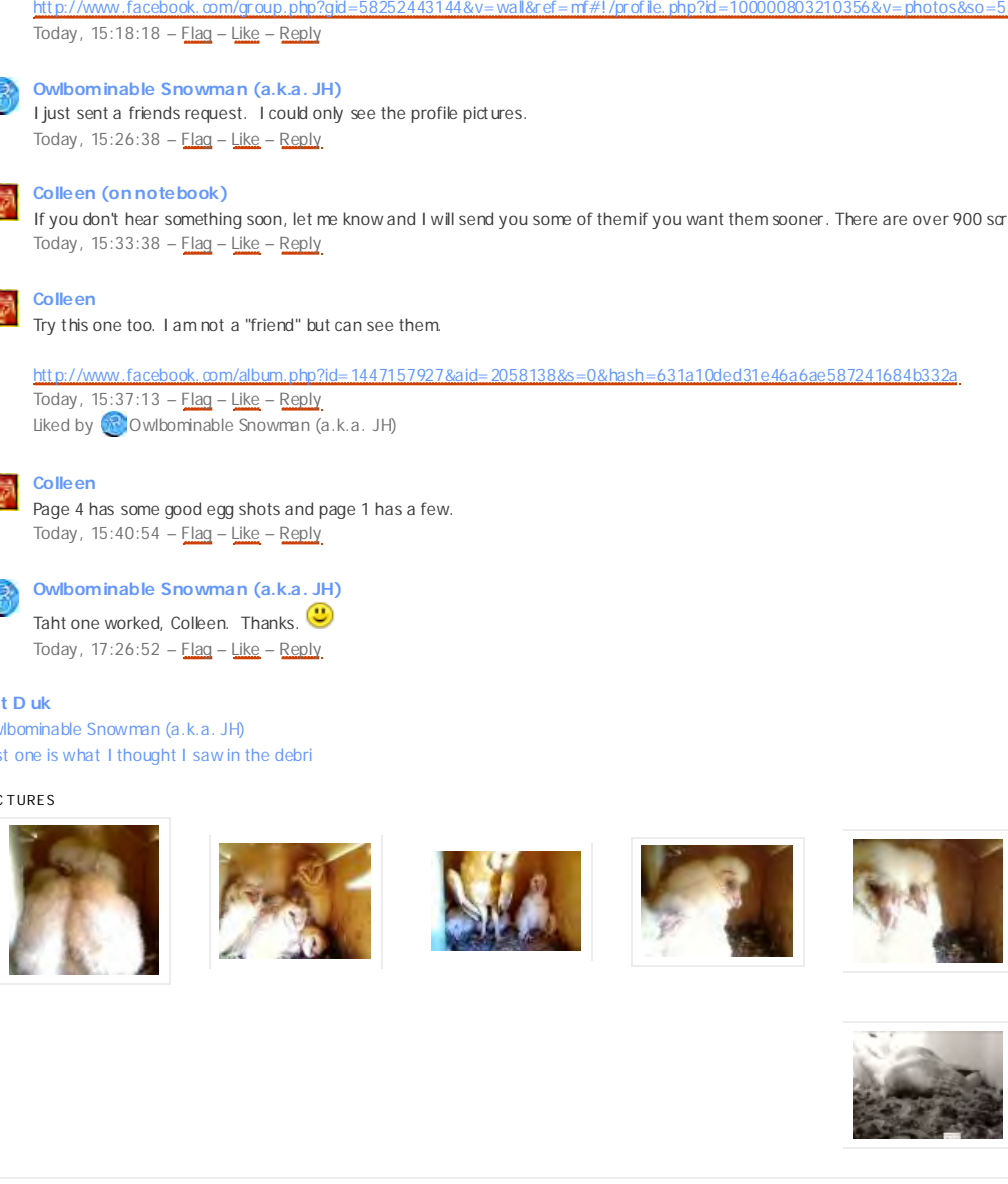 http://www.facebook.com/group.php?gid=58252443144&v=wall&ref=mf#!/profile.php?id=100000803210356&v=photos&so=5
Today, 15:18:18 – Flag – Like – Reply
Owlbominable Snowman (a.k.a. JH)
I just sent a friends request. I could only see the profile pictures.
Today, 15:26:38 – Flag – Like – Reply
Colleen (on notebook)
If you don't hear something soon, let me know and I will send you some of them if you want them sooner. There are over 900 scr
Today, 15:33:38 – Flag – Like – Reply
Colleen
Try this one too. I am not a "friend" but can see them.
http://www.facebook.com/album.php?id=1447157927&aid=2058138&s=0&hash=631a10ded31e46a6ae587241684b332a
Today, 15:37:13 – Flag – Like – Reply
Liked by Owlbominable Snowman (a.k.a. JH)
Colleen
Page 4 has some good egg shots and page 1 has a few.
Today, 15:40:54 – Flag – Like – Reply
Owlbominable Snowman (a.k.a. JH)
Taht one worked, Colleen. Thanks.
Today, 17:26:52 – Flag – Like – Reply
t D uk
wlbominable Snowman (a.k.a. JH)
st one is what I thought I saw in the debri
CTURES